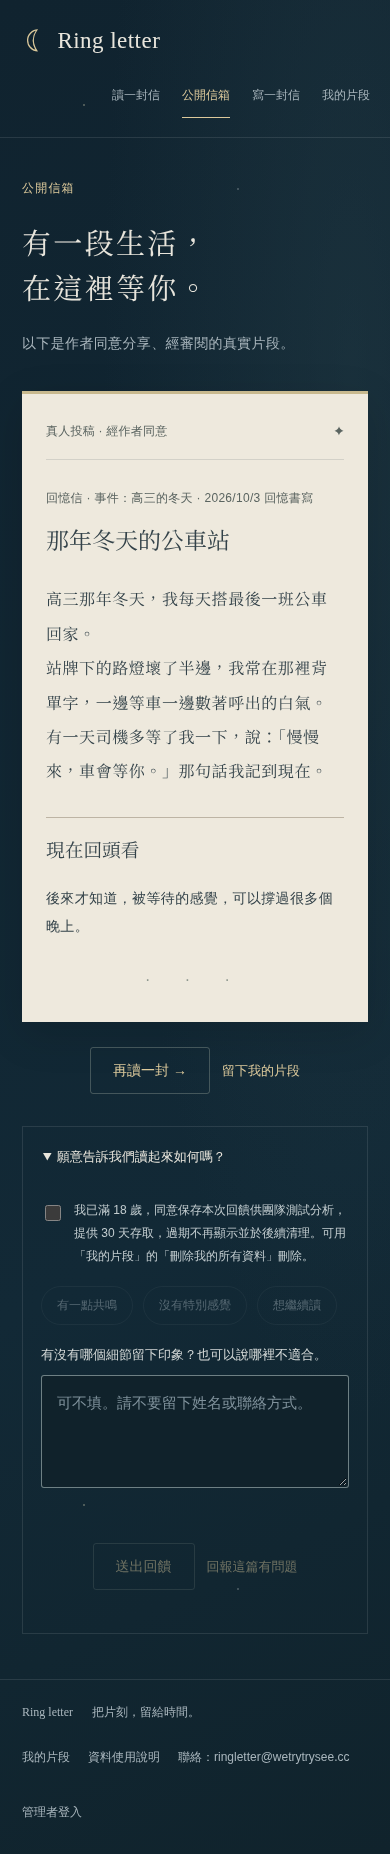 Ring letter
讀一封信 公開信箱 寫一封信 我的片段
公開信箱
有一段生活，
在這裡等你。
以下是作者同意分享、經審閱的真實片段。
真人投稿 · 經作者同意 ✦
回憶信 · 事件：高三的冬天 · 2026/10/3 回憶書寫
那年冬天的公車站
高三那年冬天，我每天搭最後一班公車
回家。
站牌下的路燈壞了半邊，我常在那裡背
單字，一邊等車一邊數著呼出的白氣。
有一天司機多等了我一下，說：「慢慢
來，車會等你。」那句話我記到現在。
現在回頭看
後來才知道，被等待的感覺，可以撐過很多個
晚上。
· · ·
再讀一封 → 留下我的片段
▼ 願意告訴我們讀起來如何嗎？
我已滿 18 歲，同意保存本次回饋供團隊測試分析，
提供 30 天存取，過期不再顯示並於後續清理。可用
「我的片段」的「刪除我的所有資料」刪除。
有一點共鳴 沒有特別感覺 想繼續讀
有沒有哪個細節留下印象？也可以說哪裡不適合。
可不填。請不要留下姓名或聯絡方式。
送出回饋 回報這篇有問題
Ring letter 把片刻，留給時間。
我的片段 資料使用說明 聯絡：ringletter@wetrytrysee.cc
管理者登入